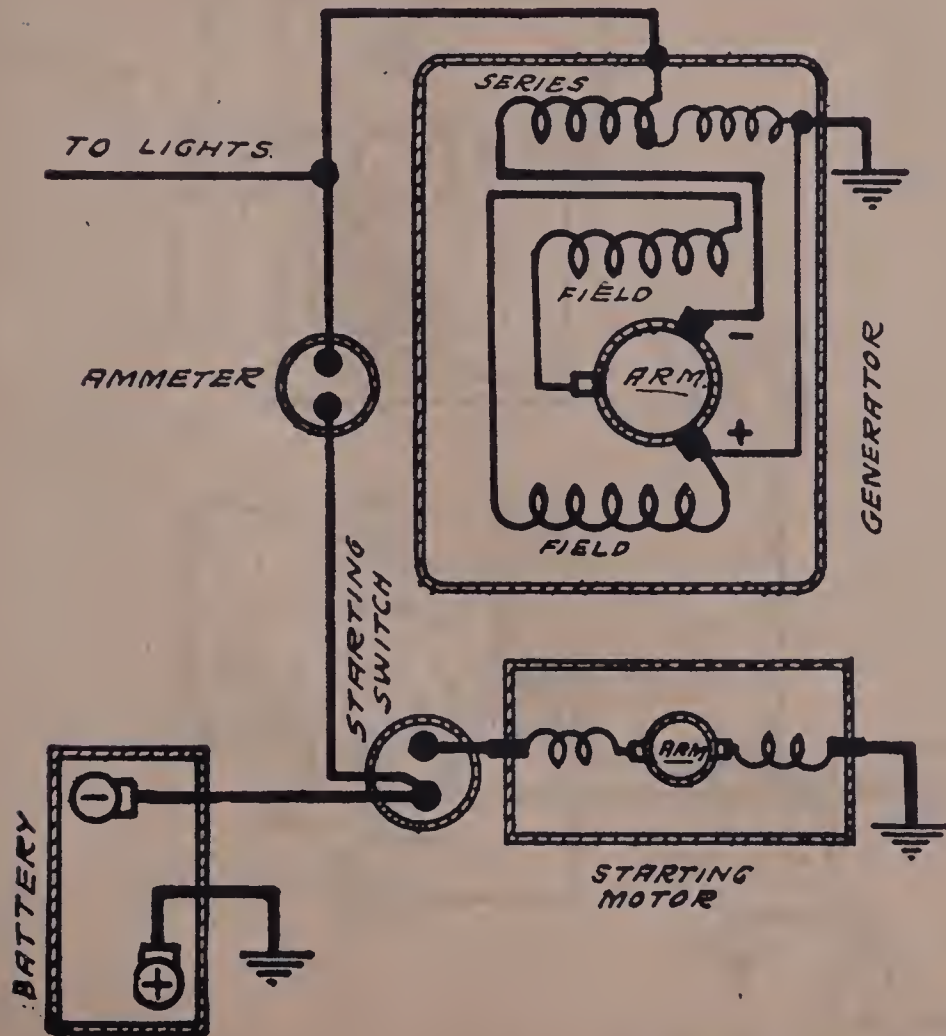 SERIES
TO LIGHTS.
FIELD
AMMETER
ARM.
-
+
GENERATOR
FIELD
STARTING
SWITCH
ARM
-
BATTERY
+
STARTING
MOTOR